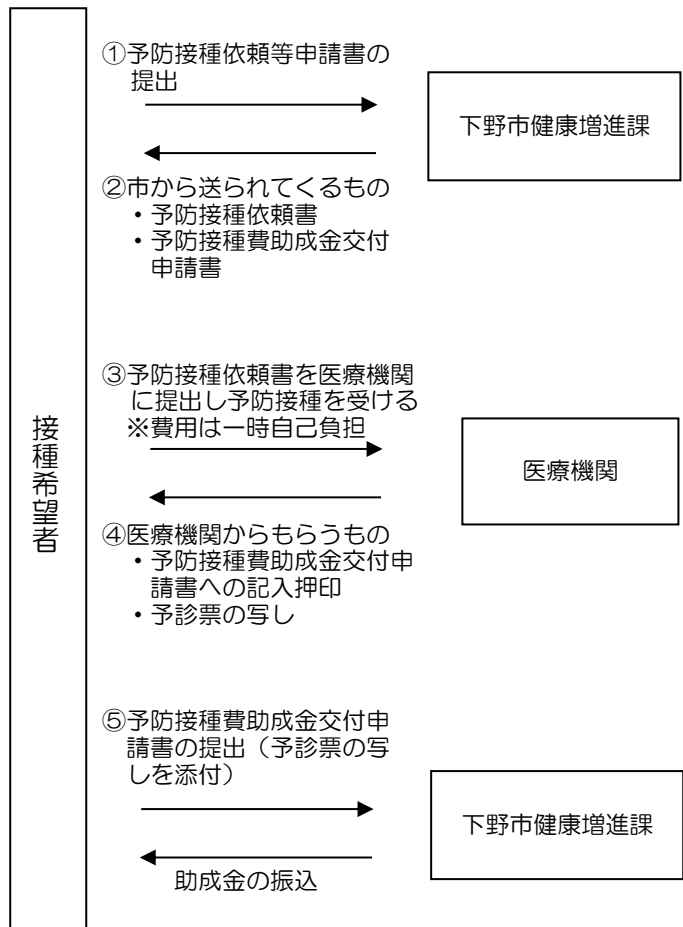 ①予防接種依頼等申請書の
提出
下野市健康増進課
②市から送られてくるもの
・予防接種依頼書
・予防接種費助成金交付
申請書
③予防接種依頼書を医療機関
に提出し予防接種を受ける
※費用は一時自己負担
接種希望者
医療機関
④医療機関からもらうもの
・予防接種費助成金交付申
請書への記入押印
・予診票の写し
⑤予防接種費助成金交付申
請書の提出（予診票の写
しを添付）
下野市健康増進課
助成金の振込